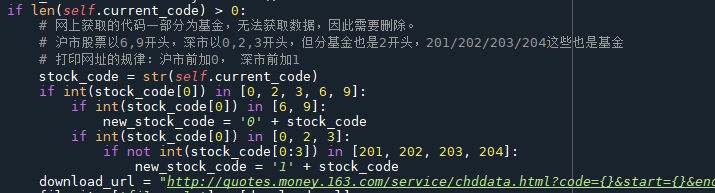 if len(self.current_code) > 0:
# 网上获取的代码一部分为基金，无法获取数据，因此需要删除。
# 沪市股票以6,9开头，深市以0,2,3开头，但分基金也是2开头，201/202/203/204这些也是基金
# 打印网址的规律：沪市前加0， 深市前加1
stock_code = str(self.current_code)
if int(stock_code[0]) in [0, 2, 3, 6, 9]:
if int(stock_code[0]) in [6, 9]:
new_stock_code = '0' + stock_code
if int(stock_code[0]) in [0, 2, 3]:
if not int(stock_code[0:3]) in [201, 202, 203, 204]:
new_stock_code = '1' + stock_code
download_url = "http://quotes.money.163.com/service/chddata.html?code={}&start={}&end